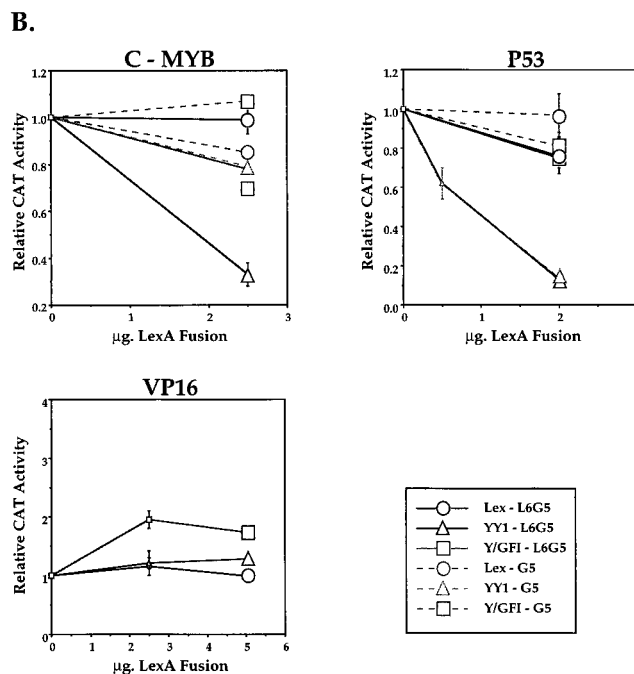 B.
C - MYB
Relative CAT Activity
1.2
1.0
0.8
0.6
0.4
0.2
0
1
2
3
µg. LexA Fusion
P53
Relative CAT Activity
1.2
1.0
0.8
0.6
0.4
0.2
0.0
0
1
2
µg. LexA Fusion
VP16
Relative CAT Activity
4
3
2
1
0
0
1
2
3
4
5
6
µg. LexA Fusion
Lex - L6G5
YY1 - L6G5
Y/GFI - L6G5
Lex - G5
YY1 - G5
Y/GFI - G5